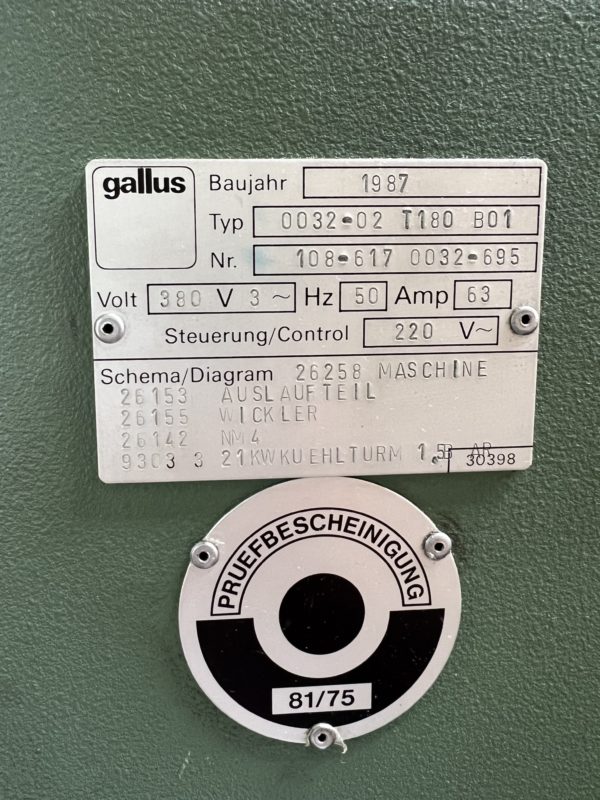 gallus
Baujahr 1987
Typ 0032-02 T180 B01
Nr. 108-617 0032-695
Volt 380 V 3 ~ Hz 50 Amp 63
Steuerung/Control 220 V~
Schema/Diagram 26258 MASCHINE
26153 AUSLAUFTEIL
26155 WICKLER
26142 NM4
9303 3 21KWKUEHLTURM
30398
PRUEFBESCHEINIGUNG
81/75